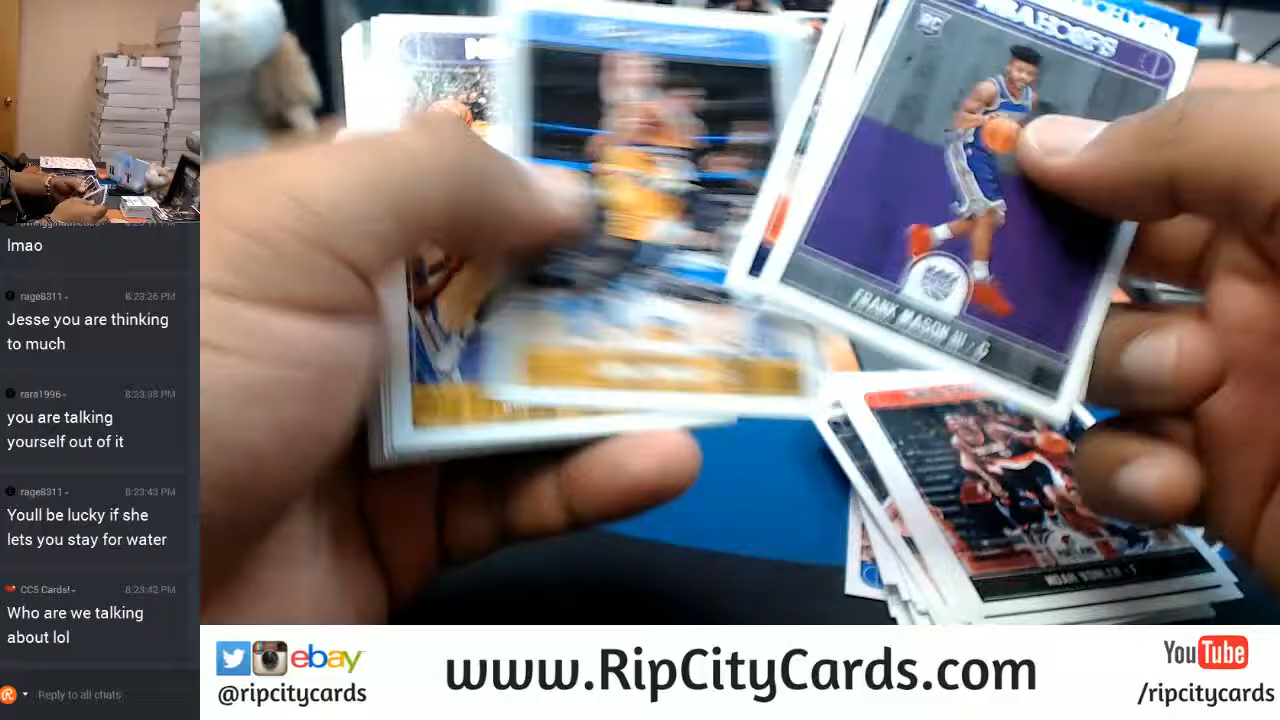 lmao
rage8311
8:23:26 PM
Jesse you are thinking
to much
rara1996
8:23:38 PM
you are talking
yourself out of it
rage8311
8:23:43 PM
Youll be lucky if she
lets you stay for water
CC5 Cards!
8:23:42 PM
Who are we talking
about lol
Reply to all chats
RC
NBA HOOPS
FRANK MASON III - G
NOAH VONLEH - F
ebay
@ripcitycards
www.RipCityCards.com
YouTube
/ripcitycards